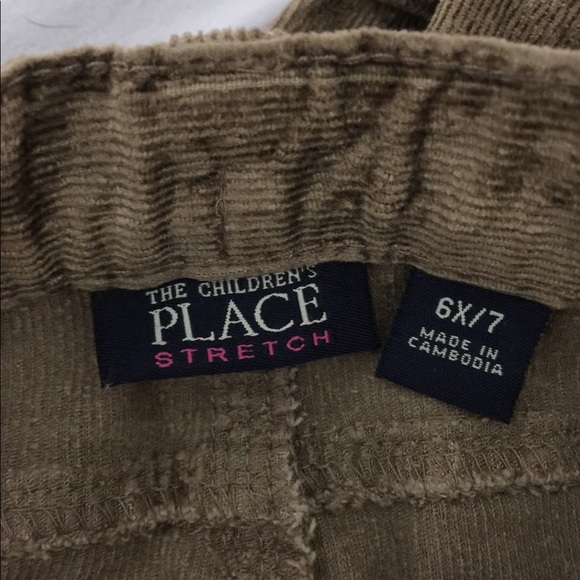 THE CHILDREN'S
PLACE
STRETCH
6X/7
MADE IN
CAMBODIA